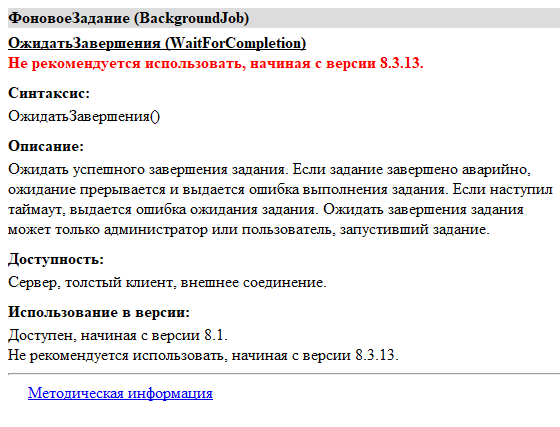 ФоновоеЗадание (BackgroundJob)
ОжидатьЗавершения (WaitForCompletion)
Не рекомендуется использовать, начиная с версии 8.3.13.
Синтаксис:
ОжидатьЗавершения()
Описание:
Ожидать успешного завершения задания. Если задание завершено аварийно,
ожидание прерывается и выдается ошибка выполнения задания. Если наступил
таймаут, выдается ошибка ожидания задания. Ожидать завершения задания
может только администратор или пользователь, запустивший задание.
Доступность:
Сервер, толстый клиент, внешнее соединение.
Использование в версии:
Доступен, начиная с версии 8.1.
Не рекомендуется использовать, начиная с версии 8.3.13.
Методическая информация